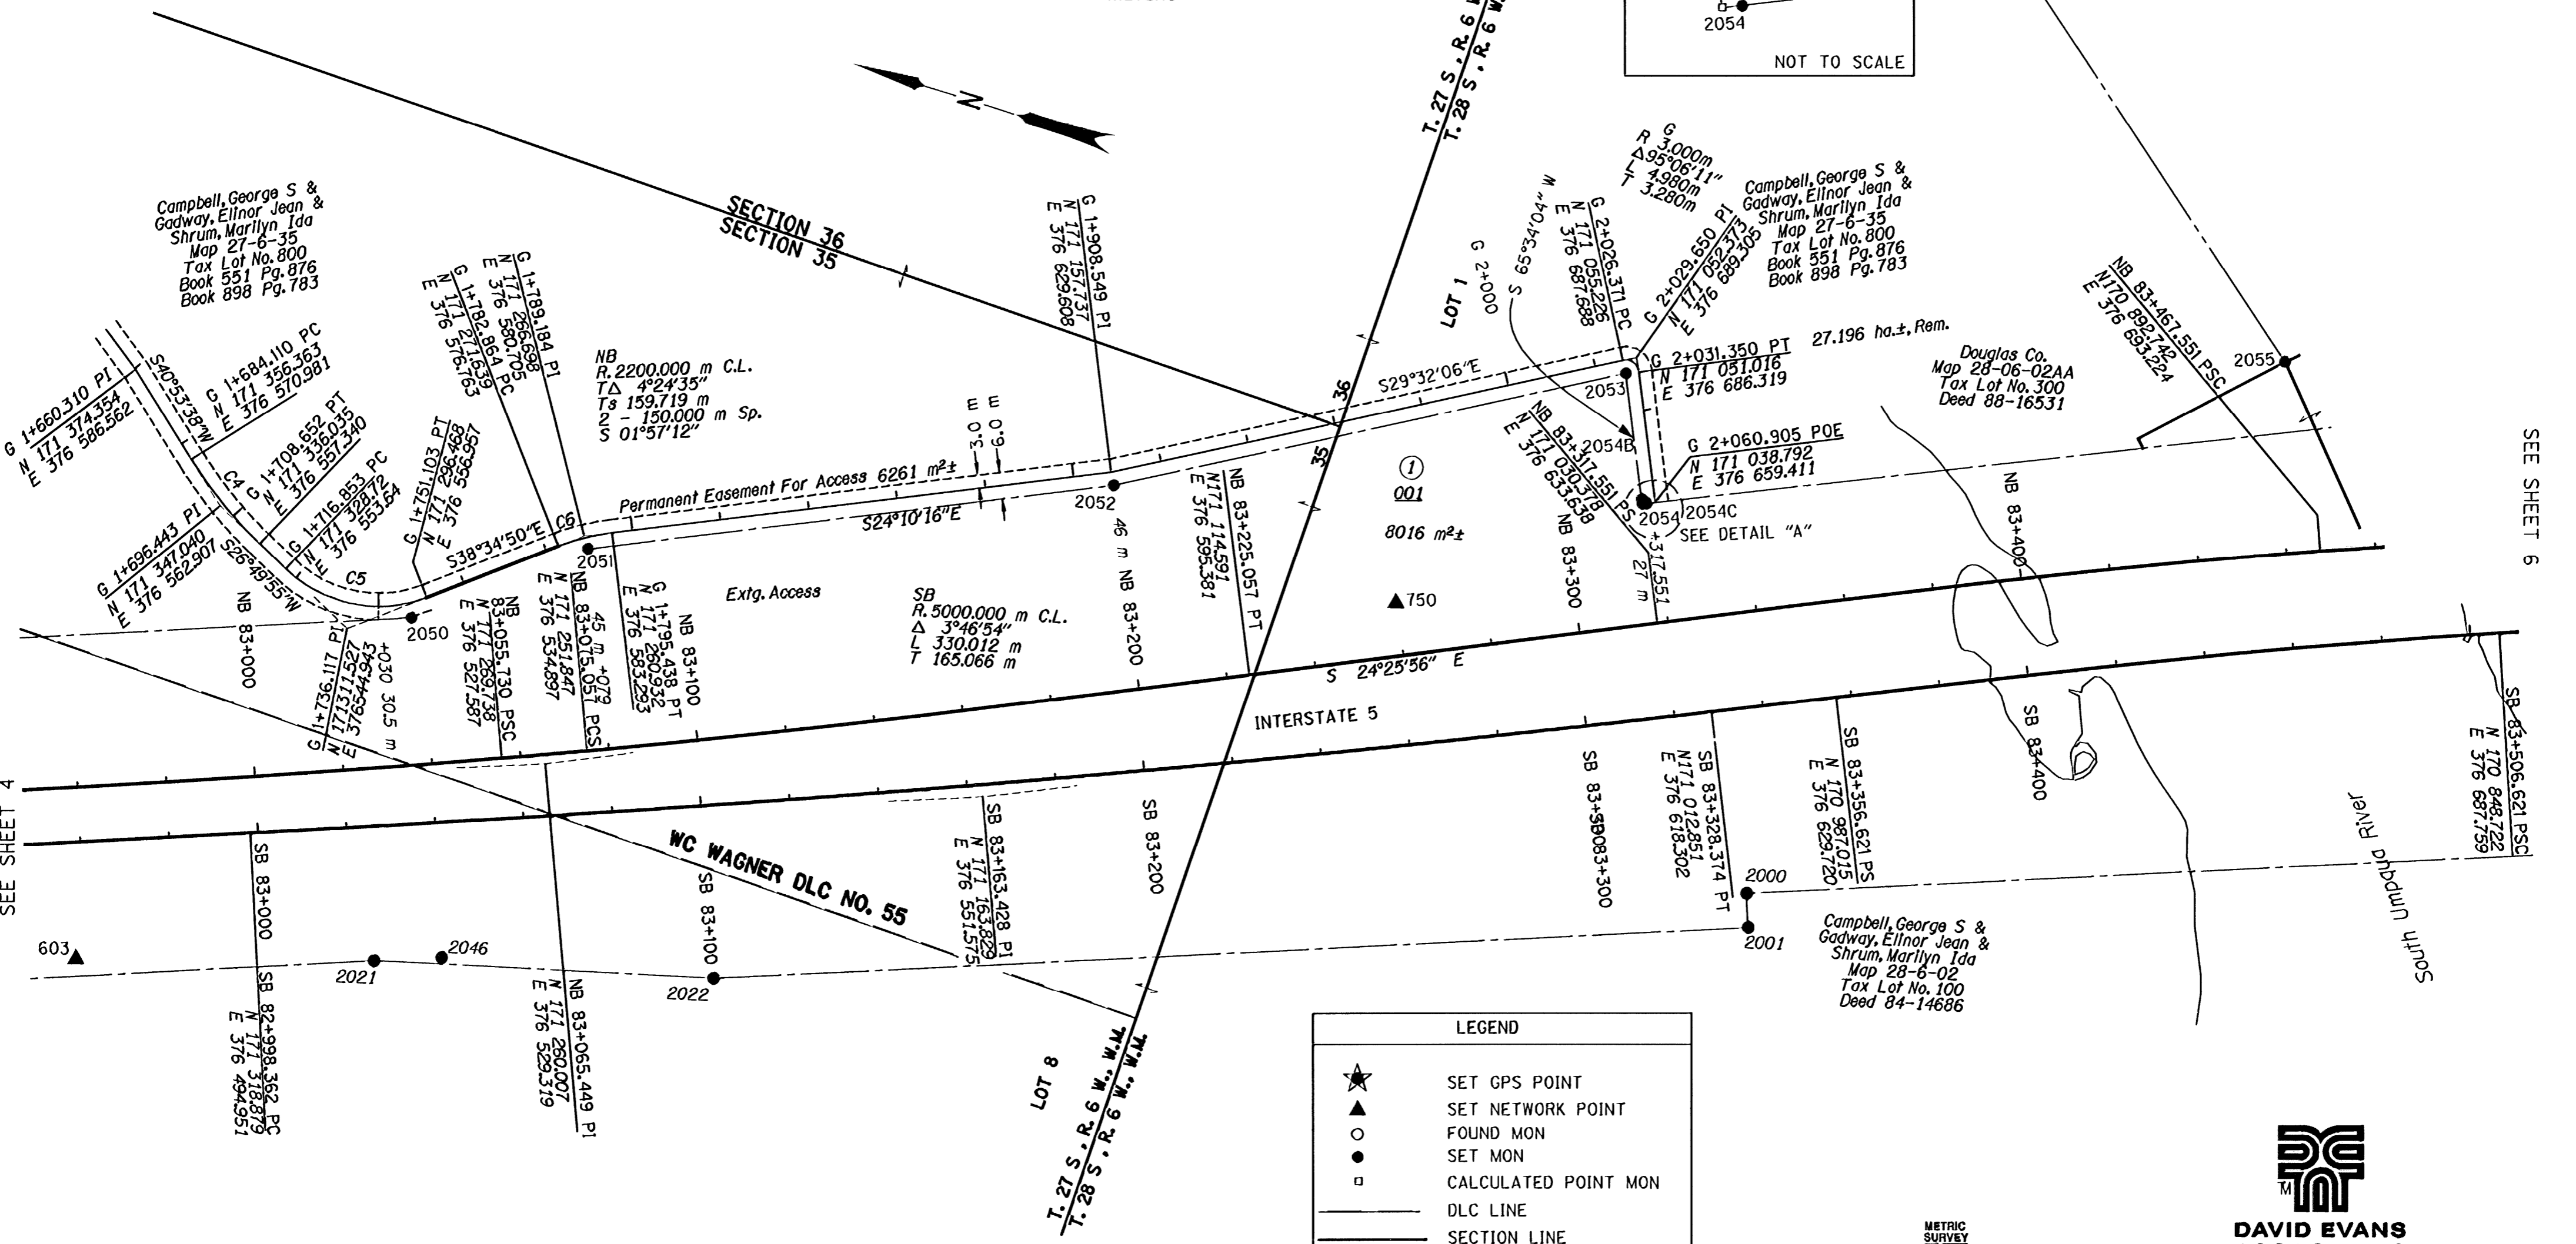 2054
NOT TO SCALE
N
T. 27 S , R. 6 W
T. 28 S , R. 6 W.
SECTION 36
SECTION 35
Campbell, George S &
Gadway, Elinor Jean &
Shrum, Marilyn Ida
Map 27-6-35
Tax Lot No. 800
Book 551 Pg. 876
Book 898 Pg. 783
G 1+660.310 PI
N 171 374.354
E 376 586.562
S40°53'38"W
G 1+684.110 PC
N 171 356.363
E 376 570.981
C4
G 1+708.652 PT
N 171 336.035
E 376 557.340
G 1+716.853 PC
N 171 328.72
E 376 553.64
G 1+696.443 PI
N 171 347.040
E 376 562.907
S26°49'55"W
C5
G 1+751.103 PT
N 171 296.468
E 376 556.957
G 1+782.864 PC
N 171 271.639
E 376 576.763
G 1+789.184 PI
N 171 266.698
E 376 580.705
S38°34'50"E
C6
NB
R. 2200.000 m C.L.
TΔ 4°24'35"
Ts 159.719 m
2 - 150.000 m Sp.
S 01°57'12"
Permanent Easement For Access 6261 m²±
S24°10'16"E
3.0 m
6.0 m
G 1+908.549 PI
N 171 157.737
E 376 629.608
2050
2051
2052
G 1+736.117 PI
N 171311.527
E 376544.943
+030 30.5 m
NB 83+000
NB
83+055.730 PSC
N 171 269.738
E 376 527.587
NB 83+075.051 PCS
N 171 251.847
E 376 534.897
45 m +079
G 1+795.438 PT
N 171 260.932
E 376 583.293
NB 83+100
Extg. Access
SB
R. 5000.000 m C.L.
Δ 3°46'54"
L 330.012 m
T 165.066 m
46 m NB 83+200
NB 83+225.057 PT
N171 114.591
E 376 595.381
36
35
LOT 1
G 2+000
S 65°34'04" W
G
R 3.000m
Δ95°06'11"
L 4.980m
T 3.280m
S29°32'06"E
G 2+026.371 PC
N 171 055.226
E 376 687.688
G 2+029.650 PI
N 171 052.373
E 376 689.305
Campbell, George S &
Gadway, Elinor Jean &
Shrum, Marilyn Ida
Map 27-6-35
Tax Lot No. 800
Book 551 Pg. 876
Book 898 Pg. 783
G 2+031.350 PT
N 171 051.016
E 376 686.319
27.196 ha.±, Rem.
2053
2054B
G 2+060.905 POE
N 171 038.792
E 376 659.411
NB 83+317.551 PS
N 171 030.378
E 376 633.638
2054
2054C
SEE DETAIL "A"
+317.551
27 m
1
001
8016 m²±
750
NB 83+300
Douglas Co.
Map 28-06-02AA
Tax Lot No. 300
Deed 88-16531
NB 83+467.551 PSC
N170 892.742
E 376 693.224
2055
NB 83+400
SEE SHEET 6
SEE SHEET 4
S 24°25'56" E
INTERSTATE 5
WC WAGNER DLC NO. 55
603
2021
2046
2022
SB 83+000
SB 82+998.362 PC
N 171 318.879
E 376 494.951
NB 83+065.449 PI
N 171 260.007
E 376 529.319
SB 83+100
SB 83+163.428 PI
N 171 163.829
E 376 551.575
SB 83+200
SB 83+300
SB 83+328.374 PT
N171 012.851
E 376 618.302
2000
2001
SB 83+356.621 PS
N 170 987.015
E 376 629.720
SB 83+400
SB 83+506.621 PSC
N 170 848.722
E 376 687.759
South Umpqua River
Campbell, George S &
Gadway, Elinor Jean &
Shrum, Marilyn Ida
Map 28-6-02
Tax Lot No. 100
Deed 84-14686
LOT 8
T. 27 S , R. 6 W., W.M.
T. 28 S , R. 6 W., W.M.
LEGEND
SET GPS POINT
SET NETWORK POINT
FOUND MON
SET MON
CALCULATED POINT MON
DLC LINE
SECTION LINE
METRIC
SURVEY
TM
DAVID EVANS